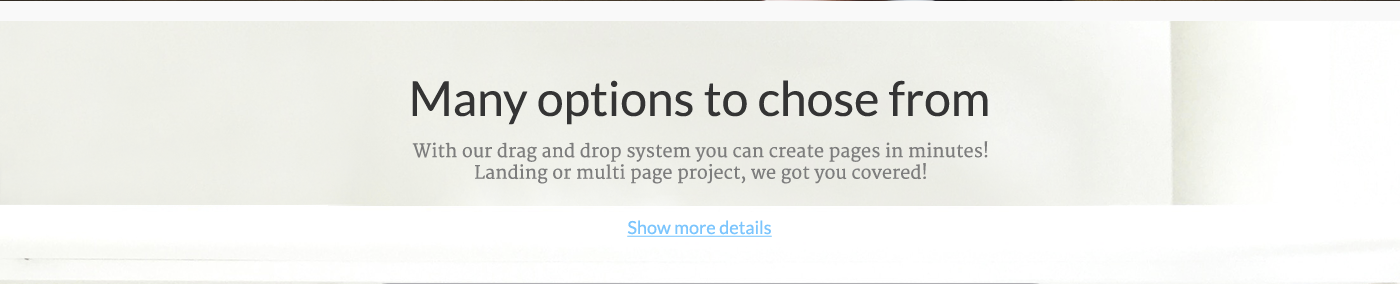 Many options to chose from
With our drag and drop system you can create pages in minutes!
Landing or multi page project, we got you covered!
Show more details